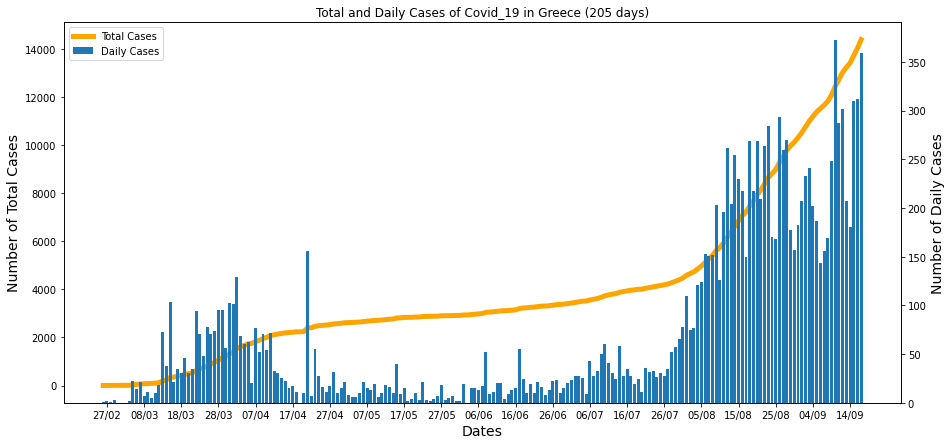 Total and Daily Cases of Covid_19 in Greece (205 days)
Total Cases
Daily Cases
Number of Total Cases
14000
12000
10000
8000
6000
4000
2000
0
350
300
250
200
150
100
50
0
Number of Daily Cases
27/02 08/03 18/03 28/03 07/04 17/04 27/04 07/05 17/05 27/05 06/06 16/06 26/06 06/07 16/07 26/07 05/08 15/08 25/08 04/09 14/09
Dates